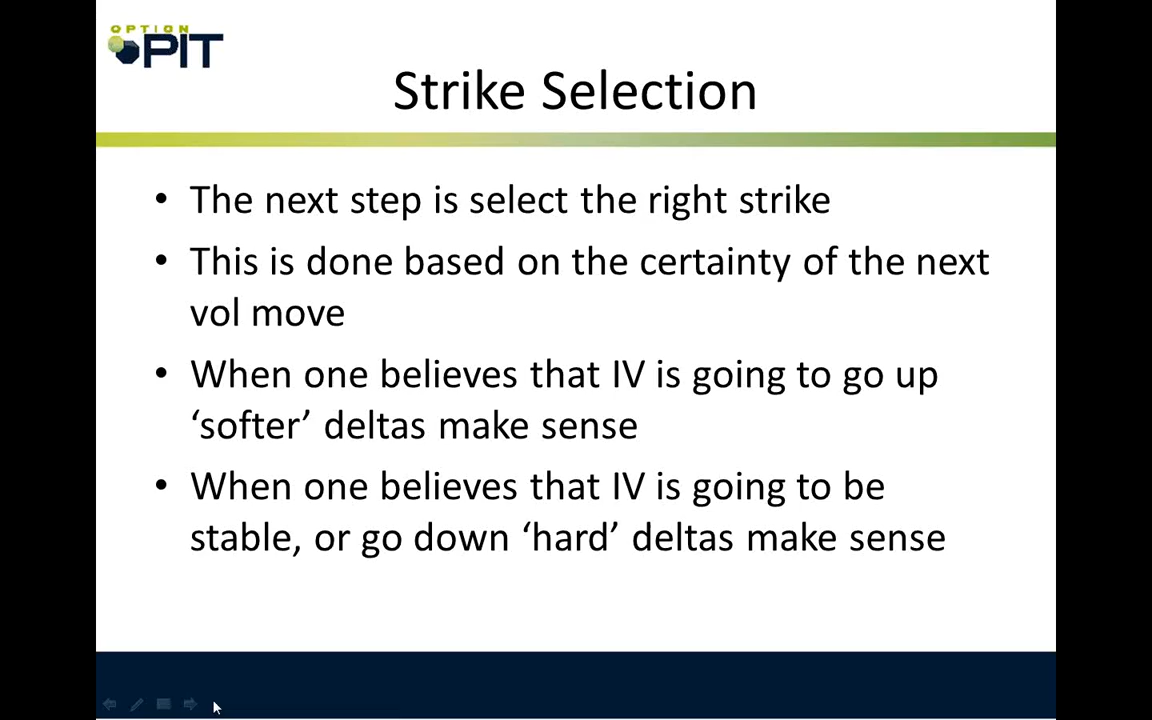 OPTION
PIT
Strike Selection
• The next step is select the right strike
• This is done based on the certainty of the next
vol move
• When one believes that IV is going to go up
‘softer’ deltas make sense
• When one believes that IV is going to be
stable, or go down ‘hard’ deltas make sense